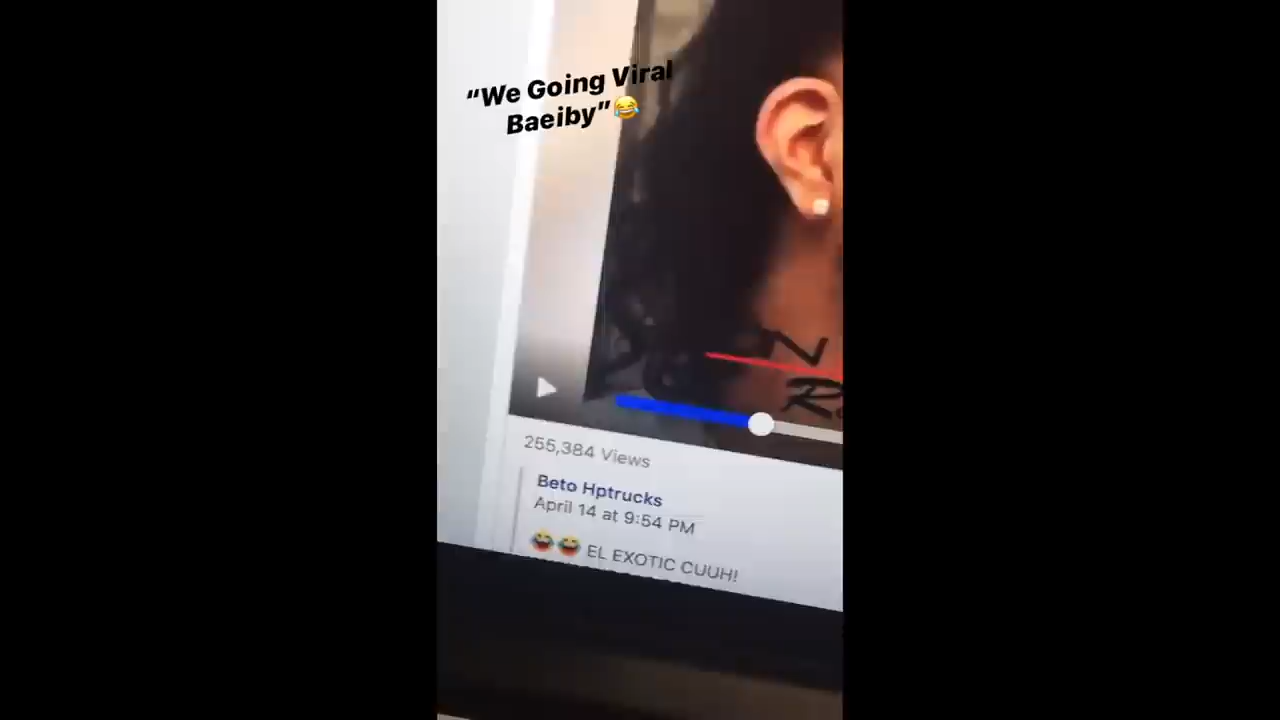 “We Going Viral
Baeiby”😂
255,384 Views
Beto Hptrucks
April 14 at 9:54 PM
😂😂 EL EXOTIC CUUH!